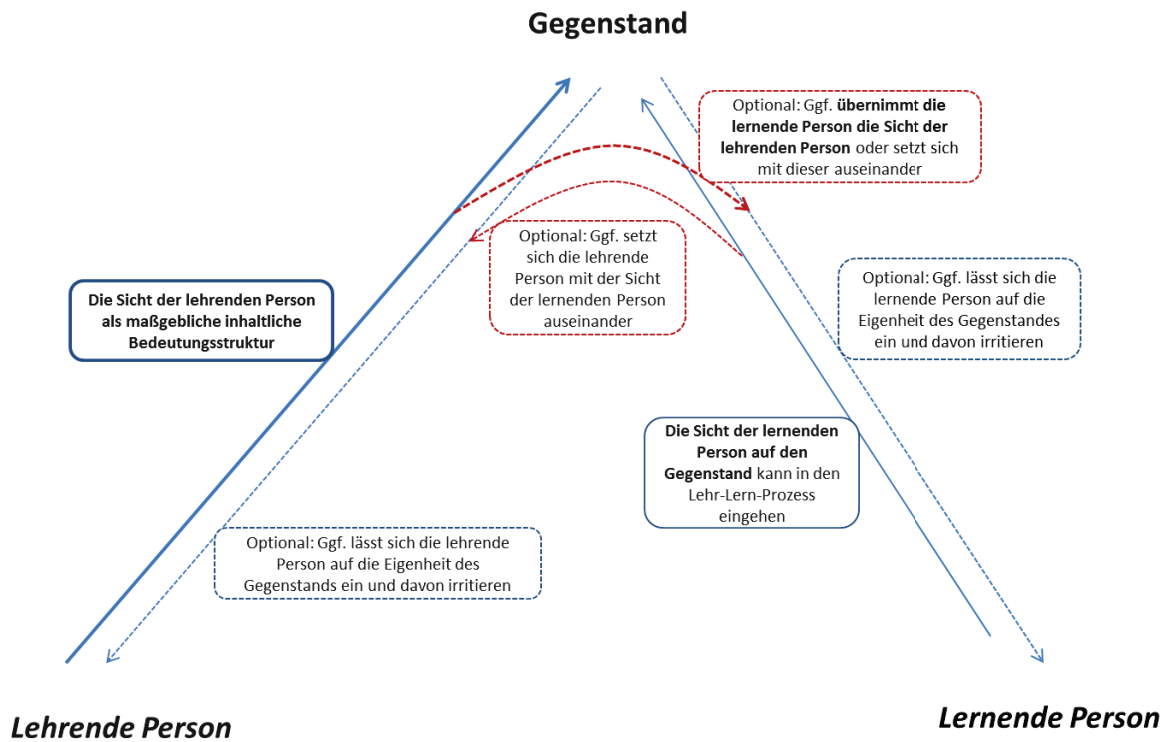 Gegenstand
Optional: Ggf. übernimmt die
lernende Person die Sicht der
lehrenden Person oder setzt sich
mit dieser auseinander
Optional: Ggf. setzt
sich die lehrende
Person mit der Sicht
der lernenden Person
auseinander
Optional: Ggf. lässt sich die
lernende Person auf die
Eigenheit des Gegenstandes
ein und davon irritieren
Die Sicht der lehrenden Person
als maßgebliche inhaltliche
Bedeutungsstruktur
Die Sicht der lernenden
Person auf den
Gegenstand kann in den
Lehr-Lern-Prozess
eingehen
Optional: Ggf. lässt sich die lehrende
Person auf die Eigenheit des
Gegenstands ein und davon irritieren
Lehrende Person
Lernende Person